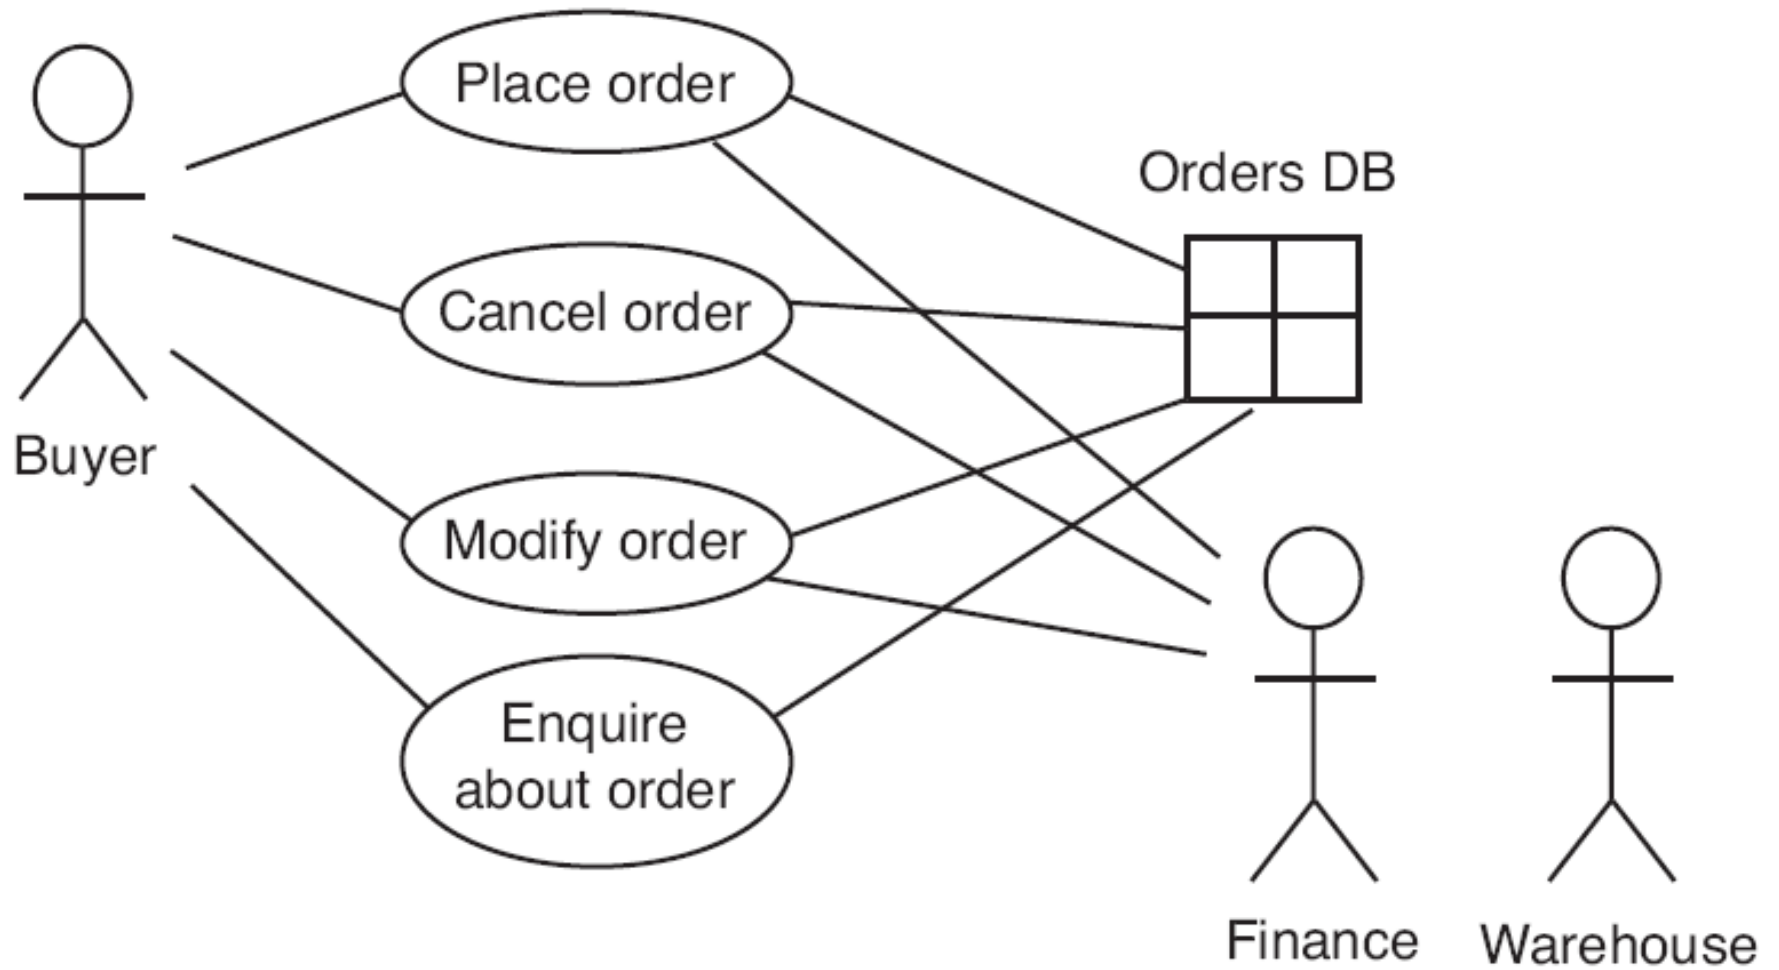 Place order
Orders DB
Cancel order
Buyer
Modify order
Enquire
about order
Finance
Warehouse